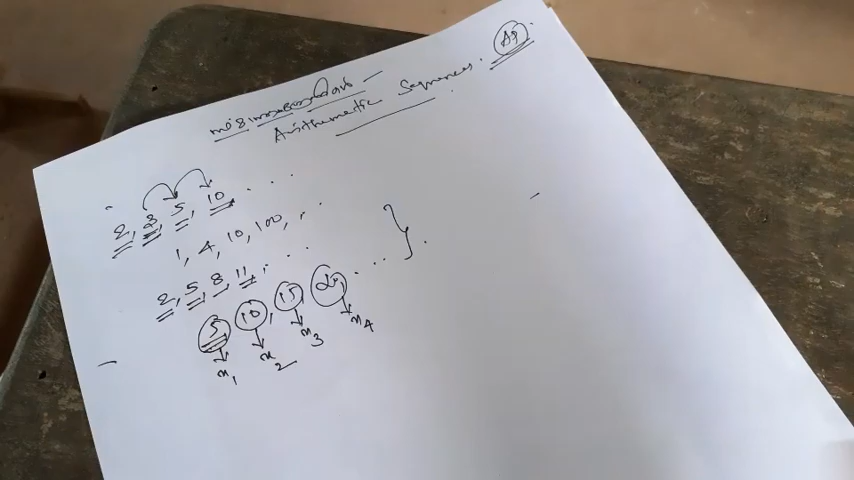 Arithmetic Sequences.
AS
2, 3, 5, 10 . . .
1, 4, 10, 100, . .
2, 5, 8, 11, . . .
5 10, 15, 20, . . .
x1 x2 x3 x4